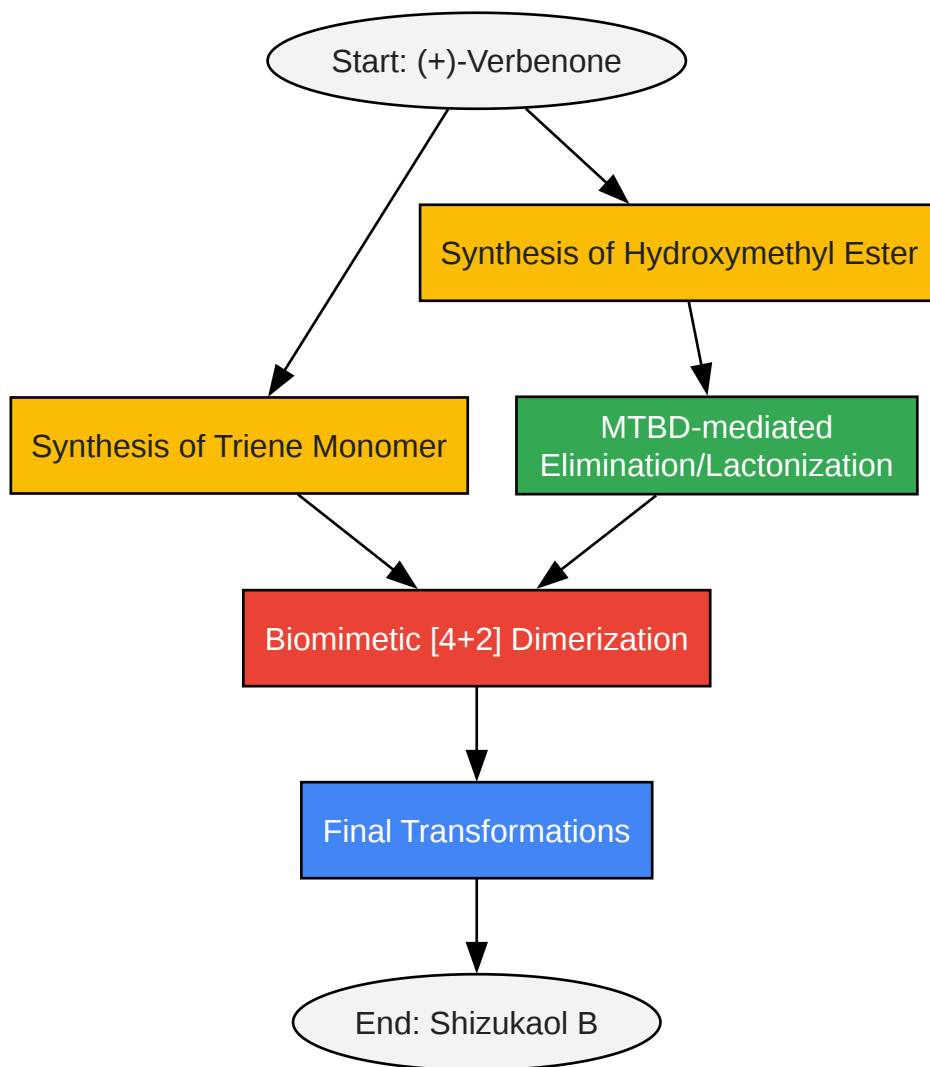 Start: (+)-Verbenone
Synthesis of Hydroxymethyl Ester
Synthesis of Triene Monomer
MTBD-mediated
Elimination/Lactonization
Biomimetic [4+2] Dimerization
Final Transformations
End: Shizukaol B